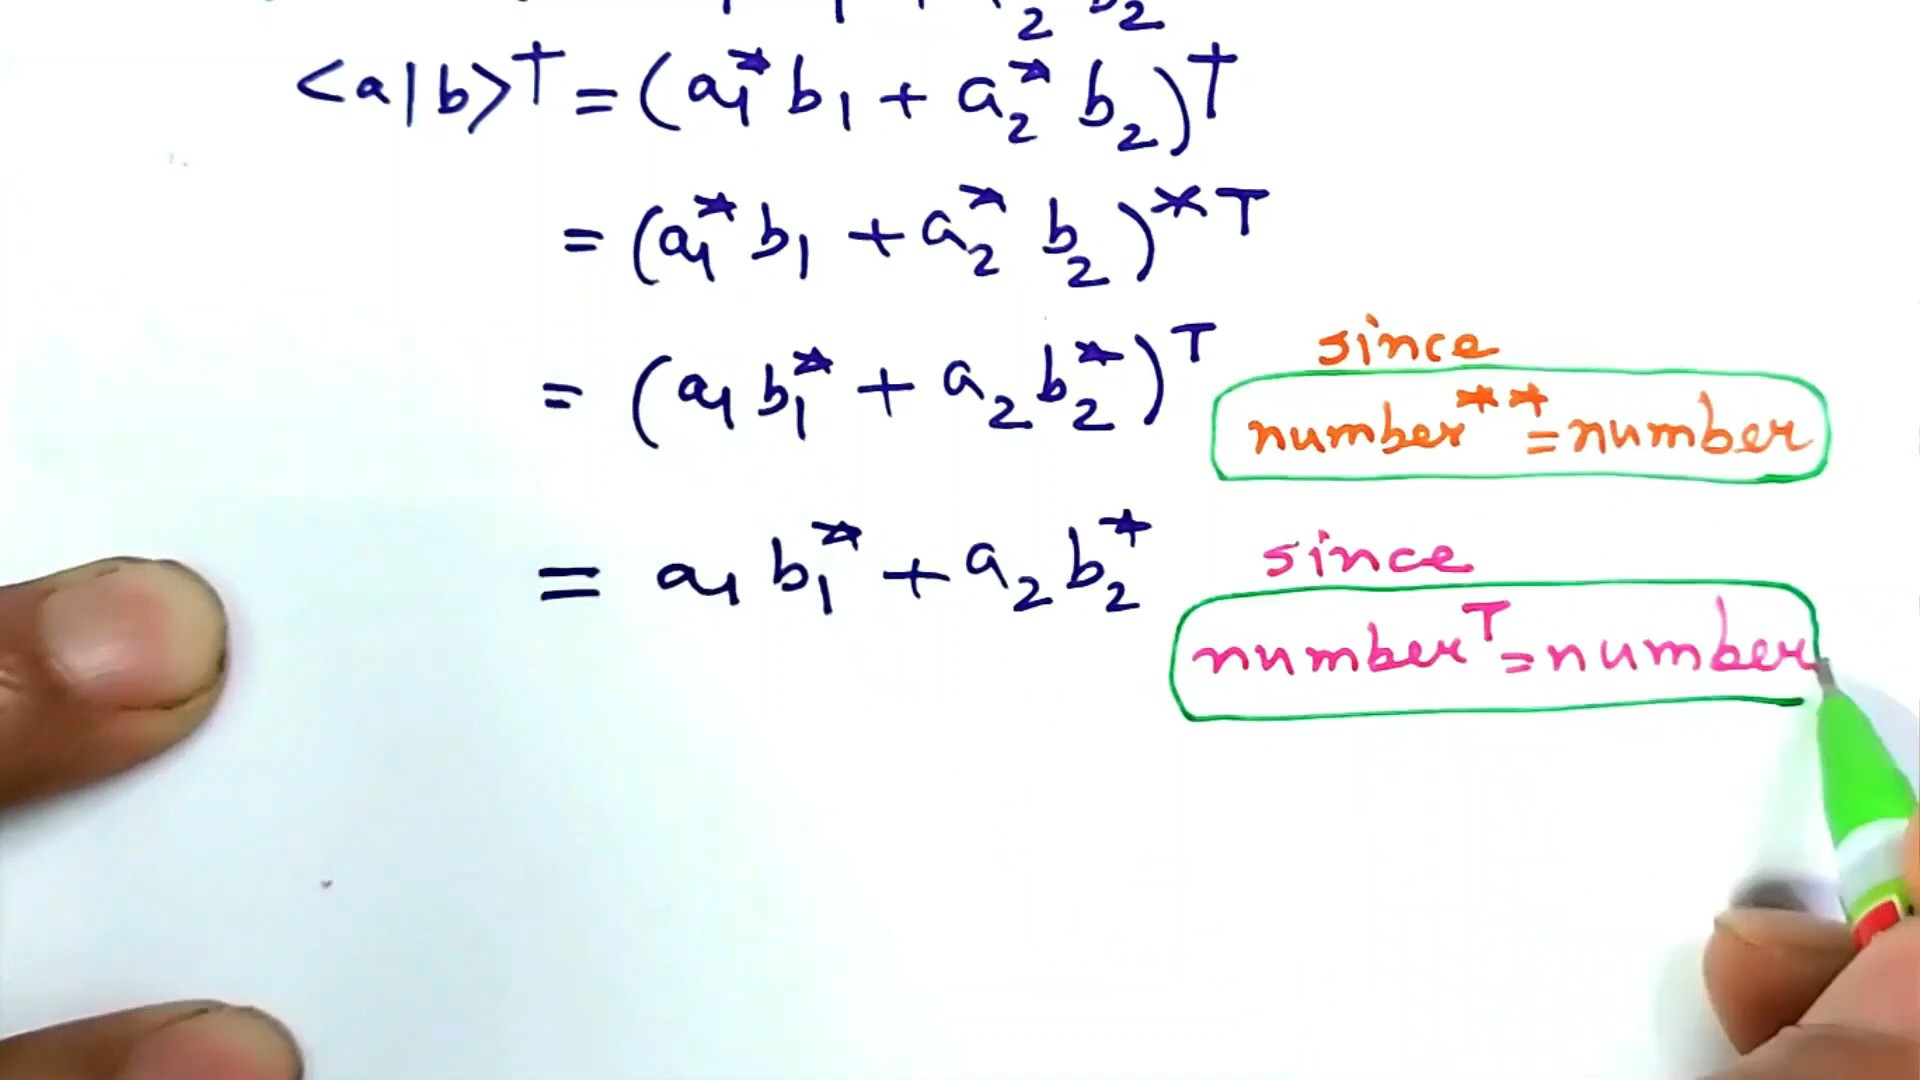 <a|b>† = (a₁* b₁ + a₂* b₂)†
= (a₁* b₁ + a₂* b₂)*ᵀ
= (a₁ b₁* + a₂ b₂*)ᵀ
since
number** = number
= a₁ b₁* + a₂ b₂*
since
numberᵀ = number